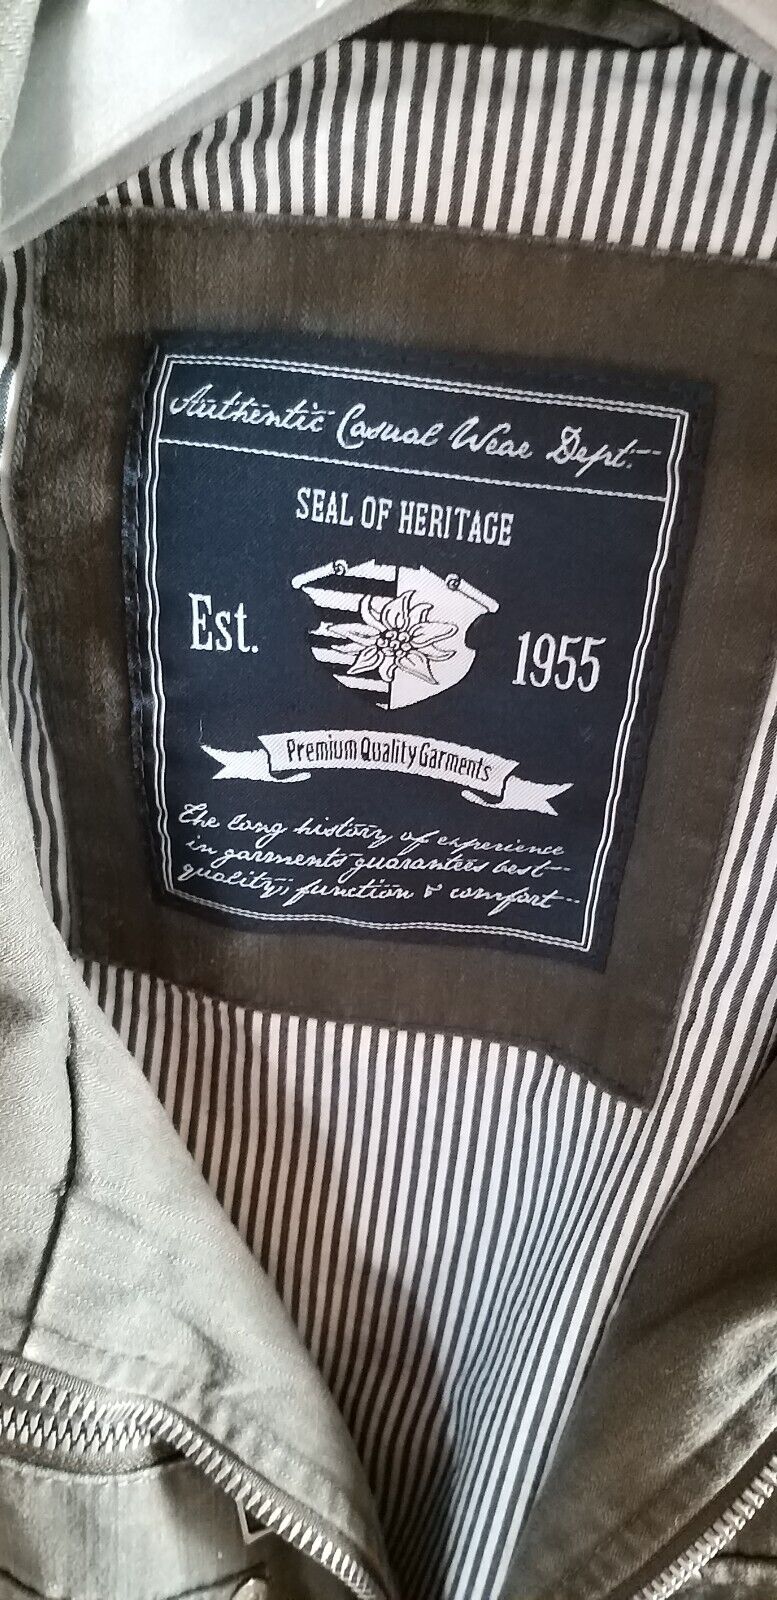 Authentic Casual Wear Dept.
SEAL OF HERITAGE
Est. 1955
Premium Quality Garments
The long history of experience
in garments guarantees best
quality, function & comfort